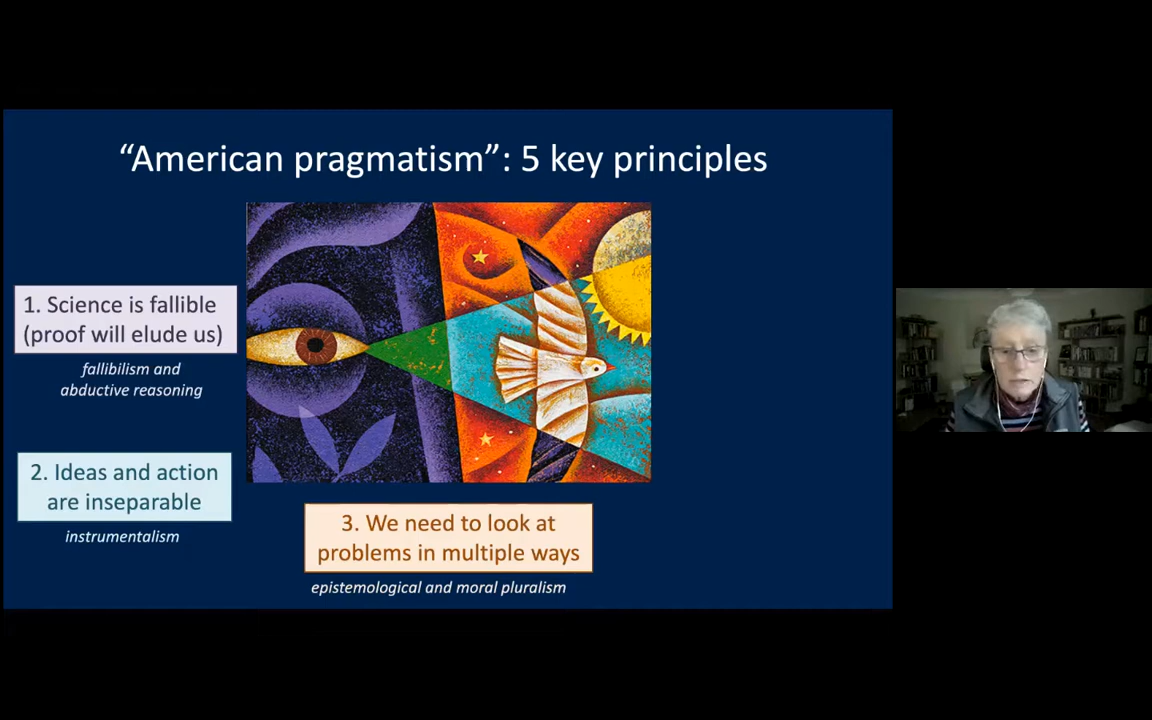 “American pragmatism”: 5 key principles
1. Science is fallible
(proof will elude us)
fallibilism and
abductive reasoning
2. Ideas and action
are inseparable
instrumentalism
3. We need to look at
problems in multiple ways
epistemological and moral pluralism